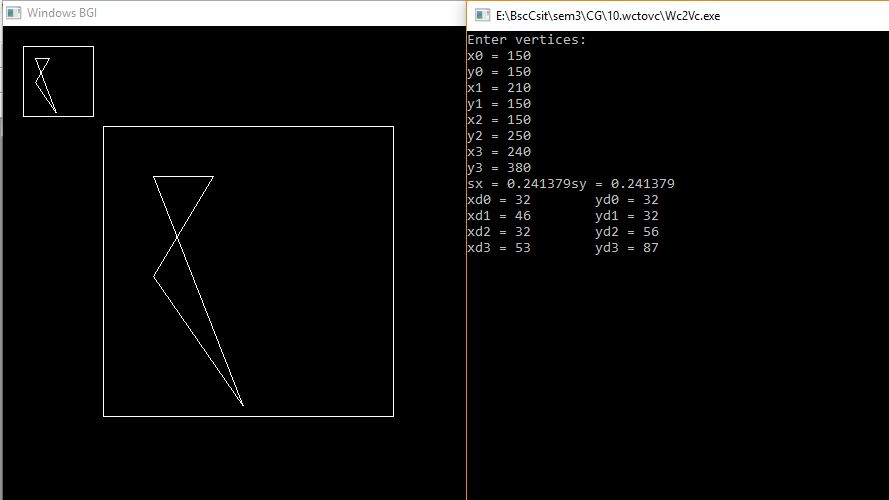 Windows BGI
E:\BscCsit\sem3\CG\10.wctovc\Wc2Vc.exe
Enter vertices:
x0 = 150
y0 = 150
x1 = 210
y1 = 150
x2 = 150
y2 = 250
x3 = 240
y3 = 380
sx = 0.241379sy = 0.241379
xd0 = 32 yd0 = 32
xd1 = 46 yd1 = 32
xd2 = 32 yd2 = 56
xd3 = 53 yd3 = 87